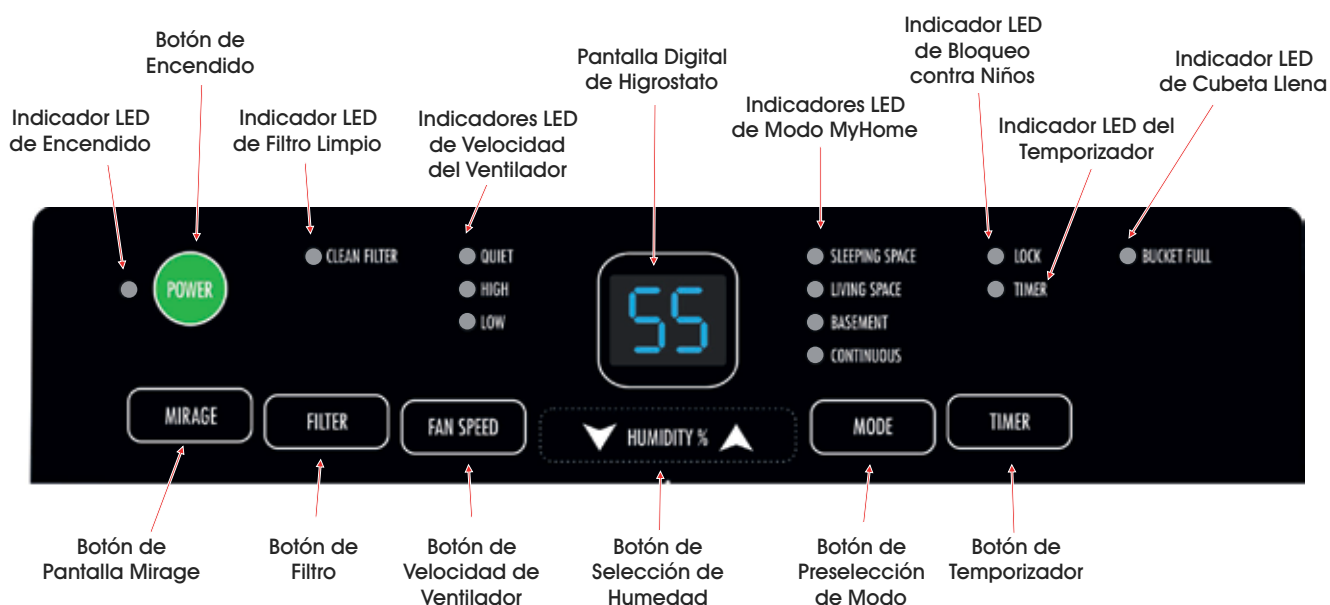 Botón de
Encendido
Indicador LED
de Encendido
Indicador LED
de Filtro Limpio
Indicadores LED
de Velocidad
del Ventilador
Pantalla Digital
de Higrostato
Indicadores LED
de Modo MyHome
Indicador LED
de Bloqueo
contra Niños
Indicador LED del
Temporizador
Indicador LED
de Cubeta Llena
POWER
CLEAN FILTER
QUIET
HIGH
LOW
55
SLEEPING SPACE
LIVING SPACE
BASEMENT
CONTINUOUS
LOCK
TIMER
BUCKET FULL
MIRAGE
FILTER
FAN SPEED
HUMIDITY %
MODE
TIMER
Botón de
Pantalla Mirage
Botón de
Filtro
Botón de
Velocidad de
Ventilador
Botón de
Selección de
Humedad
Botón de
Preselección
de Modo
Botón de
Temporizador